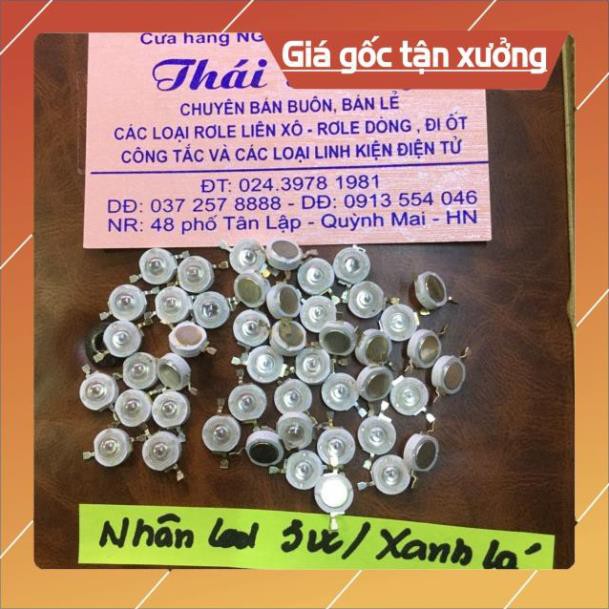 Giá gốc tận xưởng
Cửa hàng
Thái
CHUYÊN BÁN BUÔN, BÁN LẺ
CÁC LOẠI RƠLE LIÊN XÔ - RƠLE DÒNG , ĐI ỐT
CÔNG TẮC VÀ CÁC LOẠI LINH KIỆN ĐIỆN TỬ
ĐT: 024.3978 1981
DĐ: 037 257 8888 - DĐ: 0913 554 046
NR: 48 phố Tân Lập - Quỳnh Mai - HN
Nhân led 3W / Xanh lá